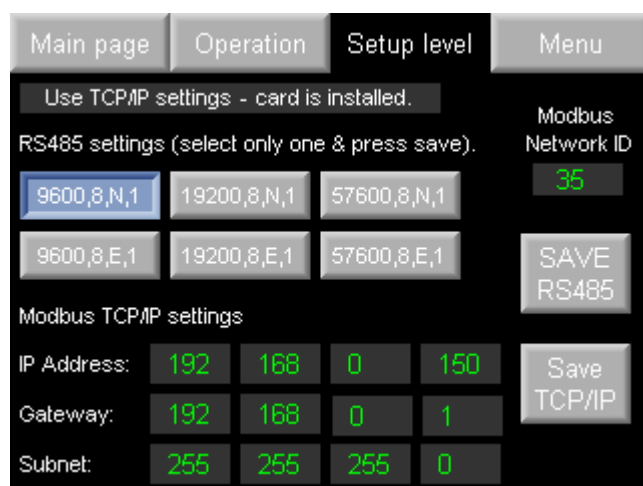 Main page Operation Setup level Menu
Use TCP/IP settings - card is installed.
Modbus
Network ID
35
RS485 settings (select only one & press save).
9600,8,N,1 19200,8,N,1 57600,8,N,1
9600,8,E,1 19200,8,E,1 57600,8,E,1
SAVE
RS485
Modbus TCP/IP settings
IP Address: 192 168 0 150
Gateway: 192 168 0 1
Subnet: 255 255 255 0
Save
TCP/IP